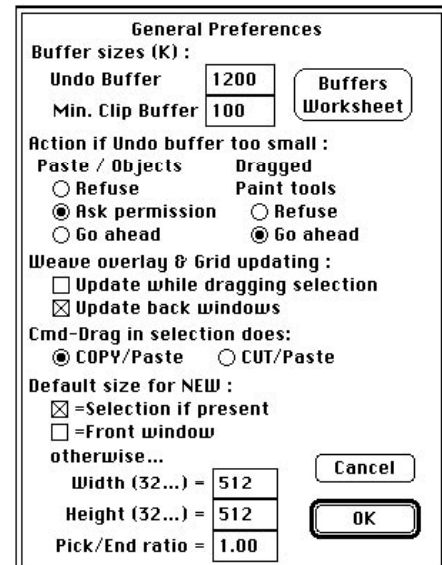 General Preferences
Buffer sizes (K) :
Undo Buffer 1200
Min. Clip Buffer 100
Buffers
Worksheet
Action if Undo buffer too small :
Paste / Objects
Refuse
Ask permission
Go ahead
Dragged
Paint tools
Refuse
Go ahead
Weave overlay & Grid updating :
Update while dragging selection
Update back windows
Cmd-Drag in selection does:
COPY/Paste CUT/Paste
Default size for NEW :
=Selection if present
=Front window
otherwise...
Width (32...) = 512
Height (32...) = 512
Pick/End ratio = 1.00
Cancel
OK